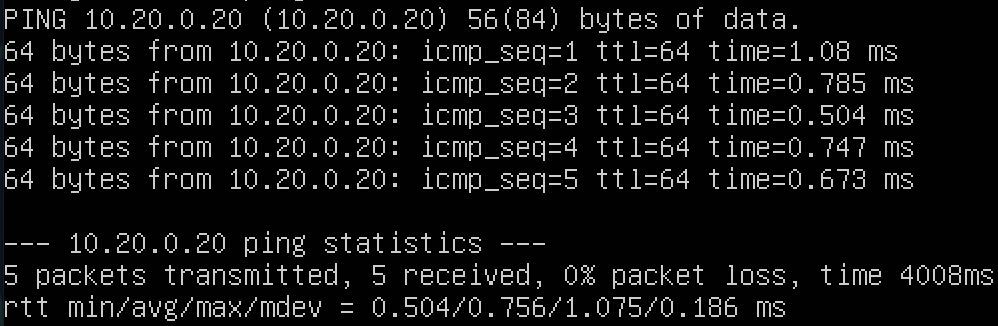 PING 10.20.0.20 (10.20.0.20) 56(84) bytes of data.
64 bytes from 10.20.0.20: icmp_seq=1 ttl=64 time=1.08 ms
64 bytes from 10.20.0.20: icmp_seq=2 ttl=64 time=0.785 ms
64 bytes from 10.20.0.20: icmp_seq=3 ttl=64 time=0.504 ms
64 bytes from 10.20.0.20: icmp_seq=4 ttl=64 time=0.747 ms
64 bytes from 10.20.0.20: icmp_seq=5 ttl=64 time=0.673 ms

--- 10.20.0.20 ping statistics ---
5 packets transmitted, 5 received, 0% packet loss, time 4008ms
rtt min/avg/max/mdev = 0.504/0.756/1.075/0.186 ms